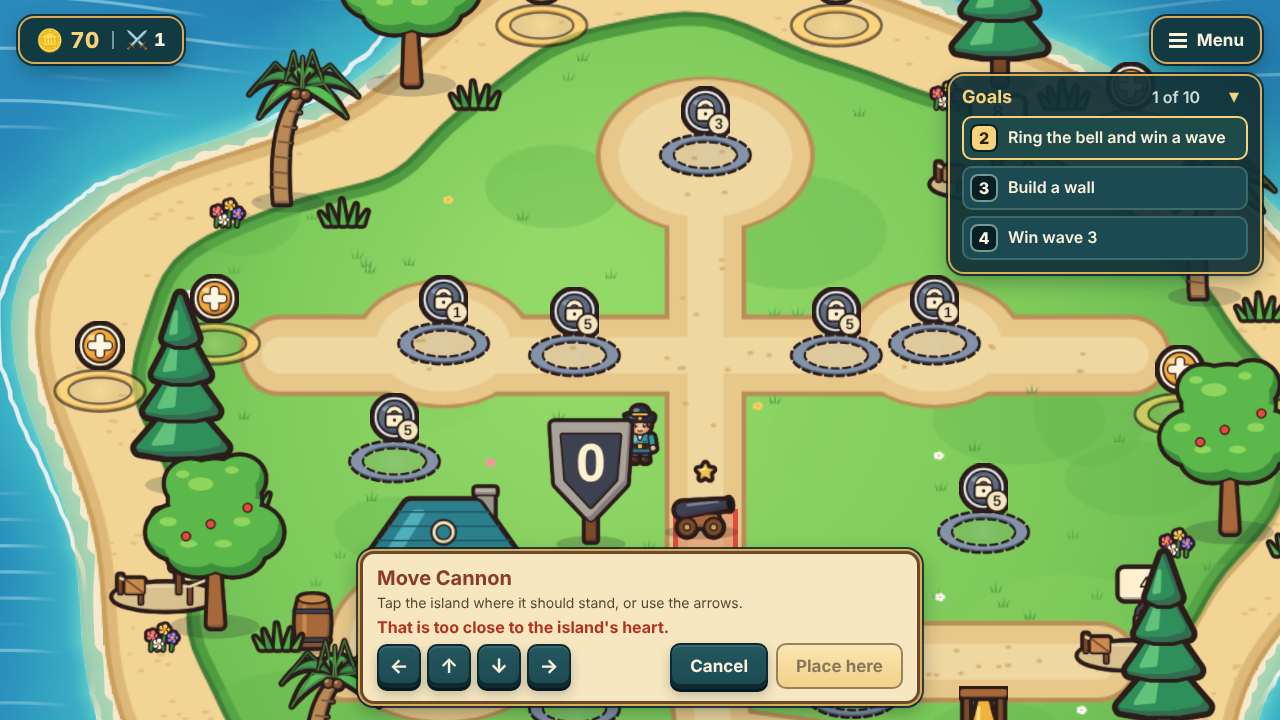 70 | 1
Menu
Goals 1 of 10
2 Ring the bell and win a wave
3 Build a wall
4 Win wave 3
3
1
5
5
1
5
0
5
Move Cannon
Tap the island where it should stand, or use the arrows.
That is too close to the island's heart.
Cancel
Place here